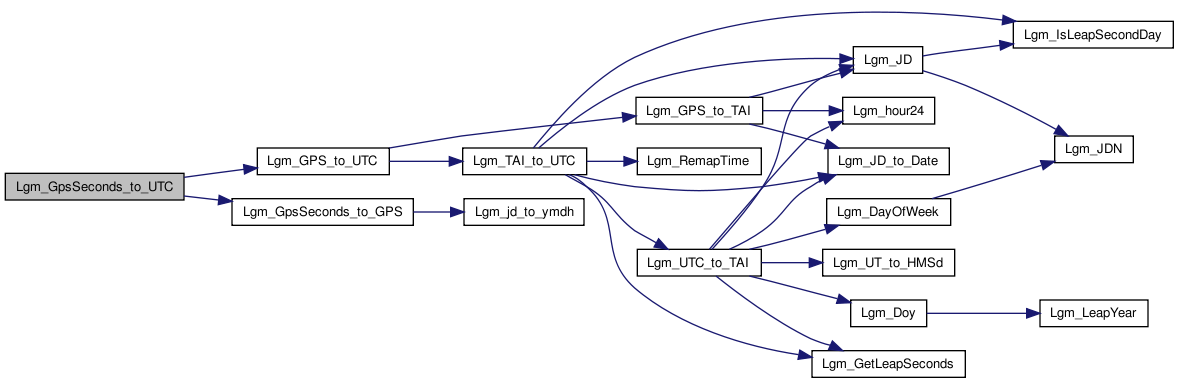 Lgm_IsLeapSecondDay
Lgm_JD
Lgm_GPS_to_TAI
Lgm_hour24
Lgm_JDN
Lgm_GPS_to_UTC
Lgm_TAI_to_UTC
Lgm_RemapTime
Lgm_JD_to_Date
Lgm_GpsSeconds_to_UTC
Lgm_GpsSeconds_to_GPS
Lgm_jd_to_ymdh
Lgm_DayOfWeek
Lgm_UTC_to_TAI
Lgm_UT_to_HMSd
Lgm_Doy
Lgm_LeapYear
Lgm_GetLeapSeconds